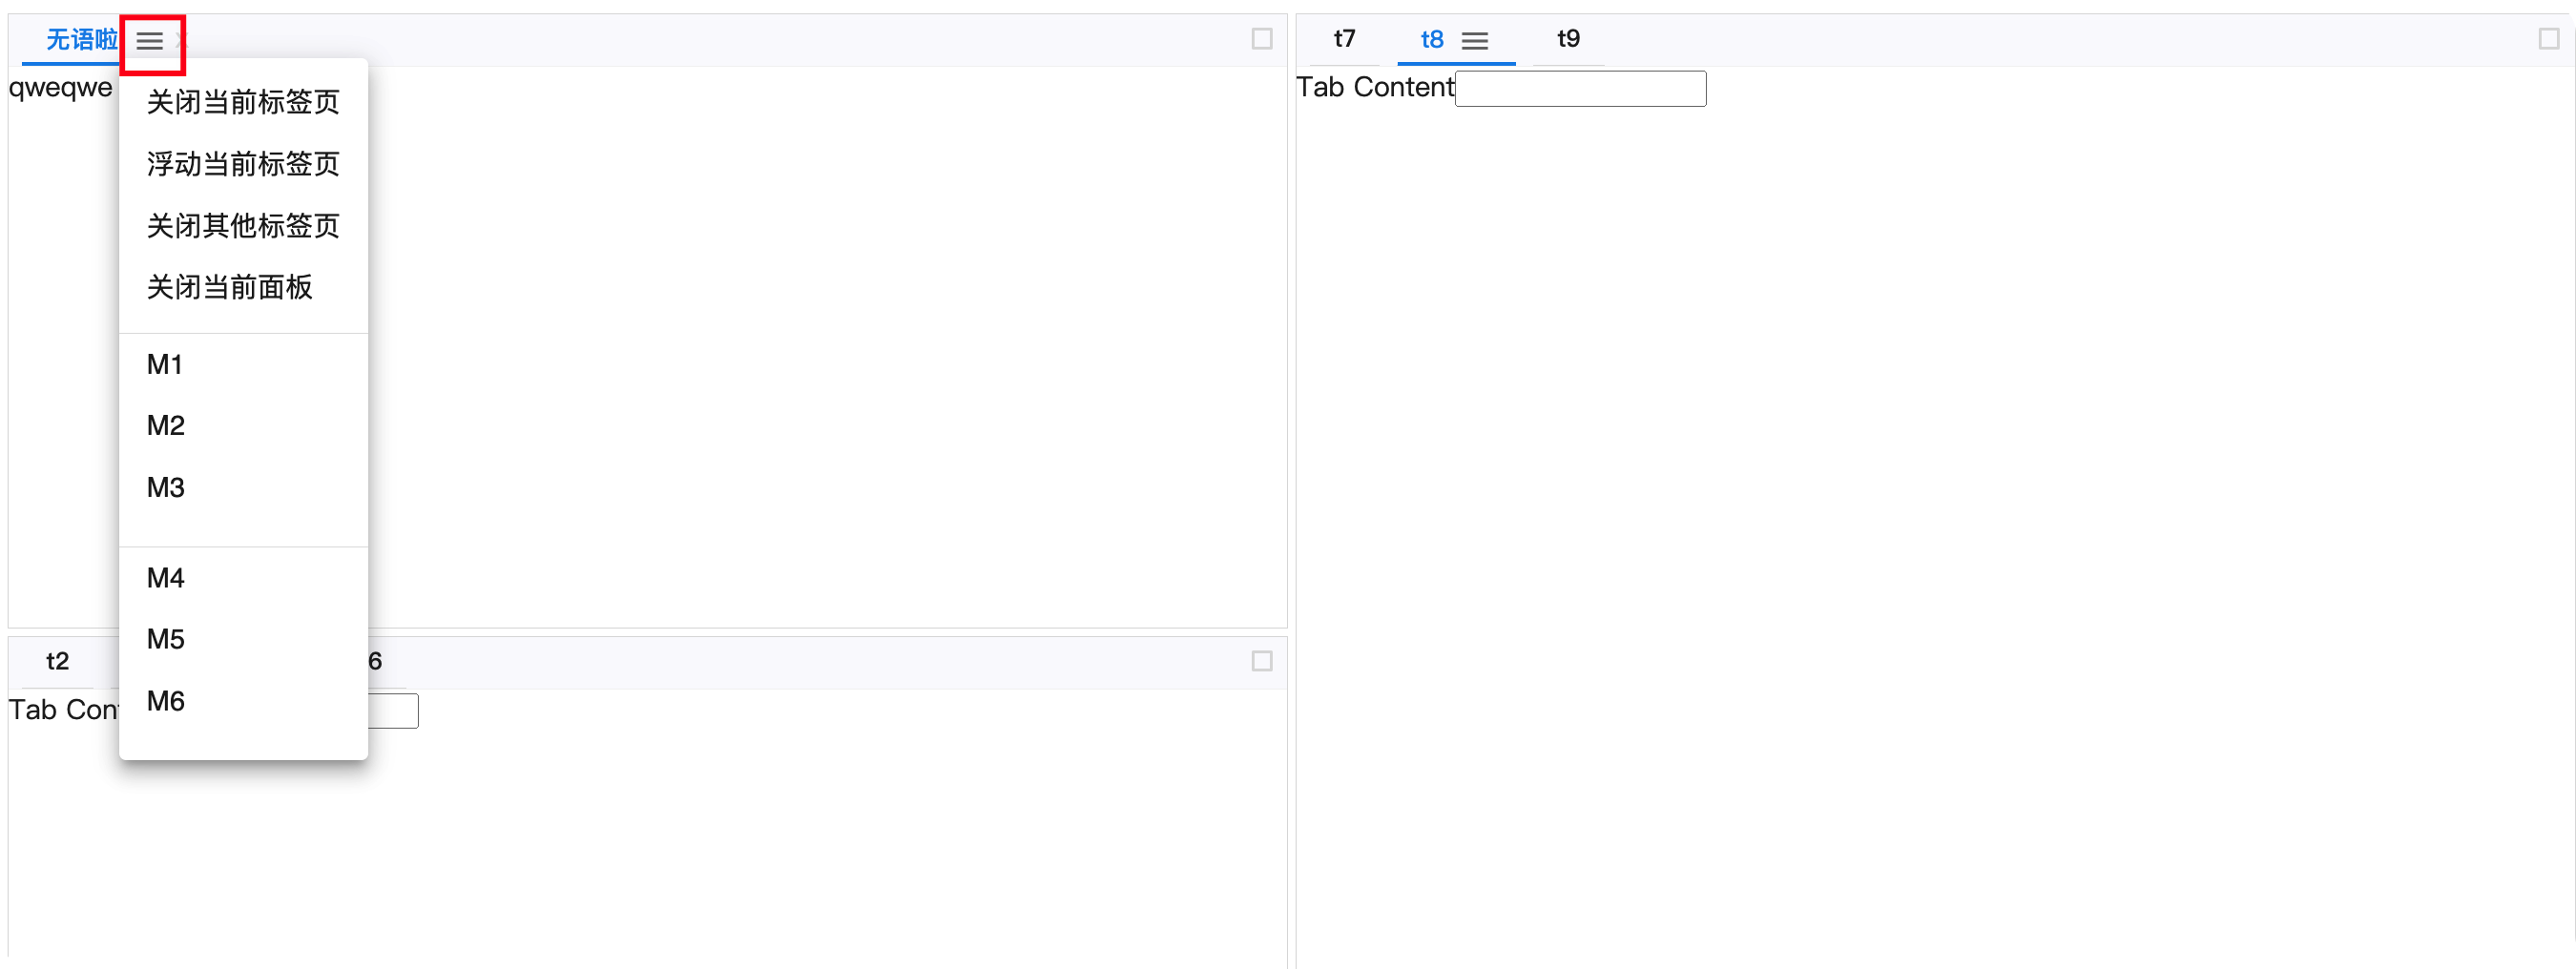 无语啦 x
qweqwe
关闭当前标签页
浮动当前标签页
关闭其他标签页
关闭当前面板
M1
M2
M3
M4
M5
M6
t2 6
Tab Con
t7 t8 t9
Tab Content